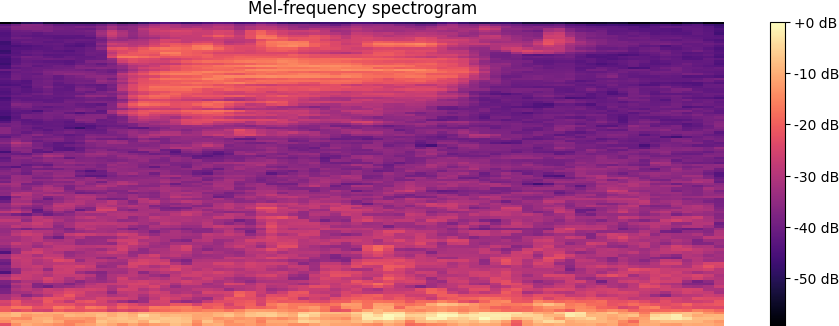 Mel-frequency spectrogram
+0 dB
-10 dB
-20 dB
-30 dB
-40 dB
-50 dB